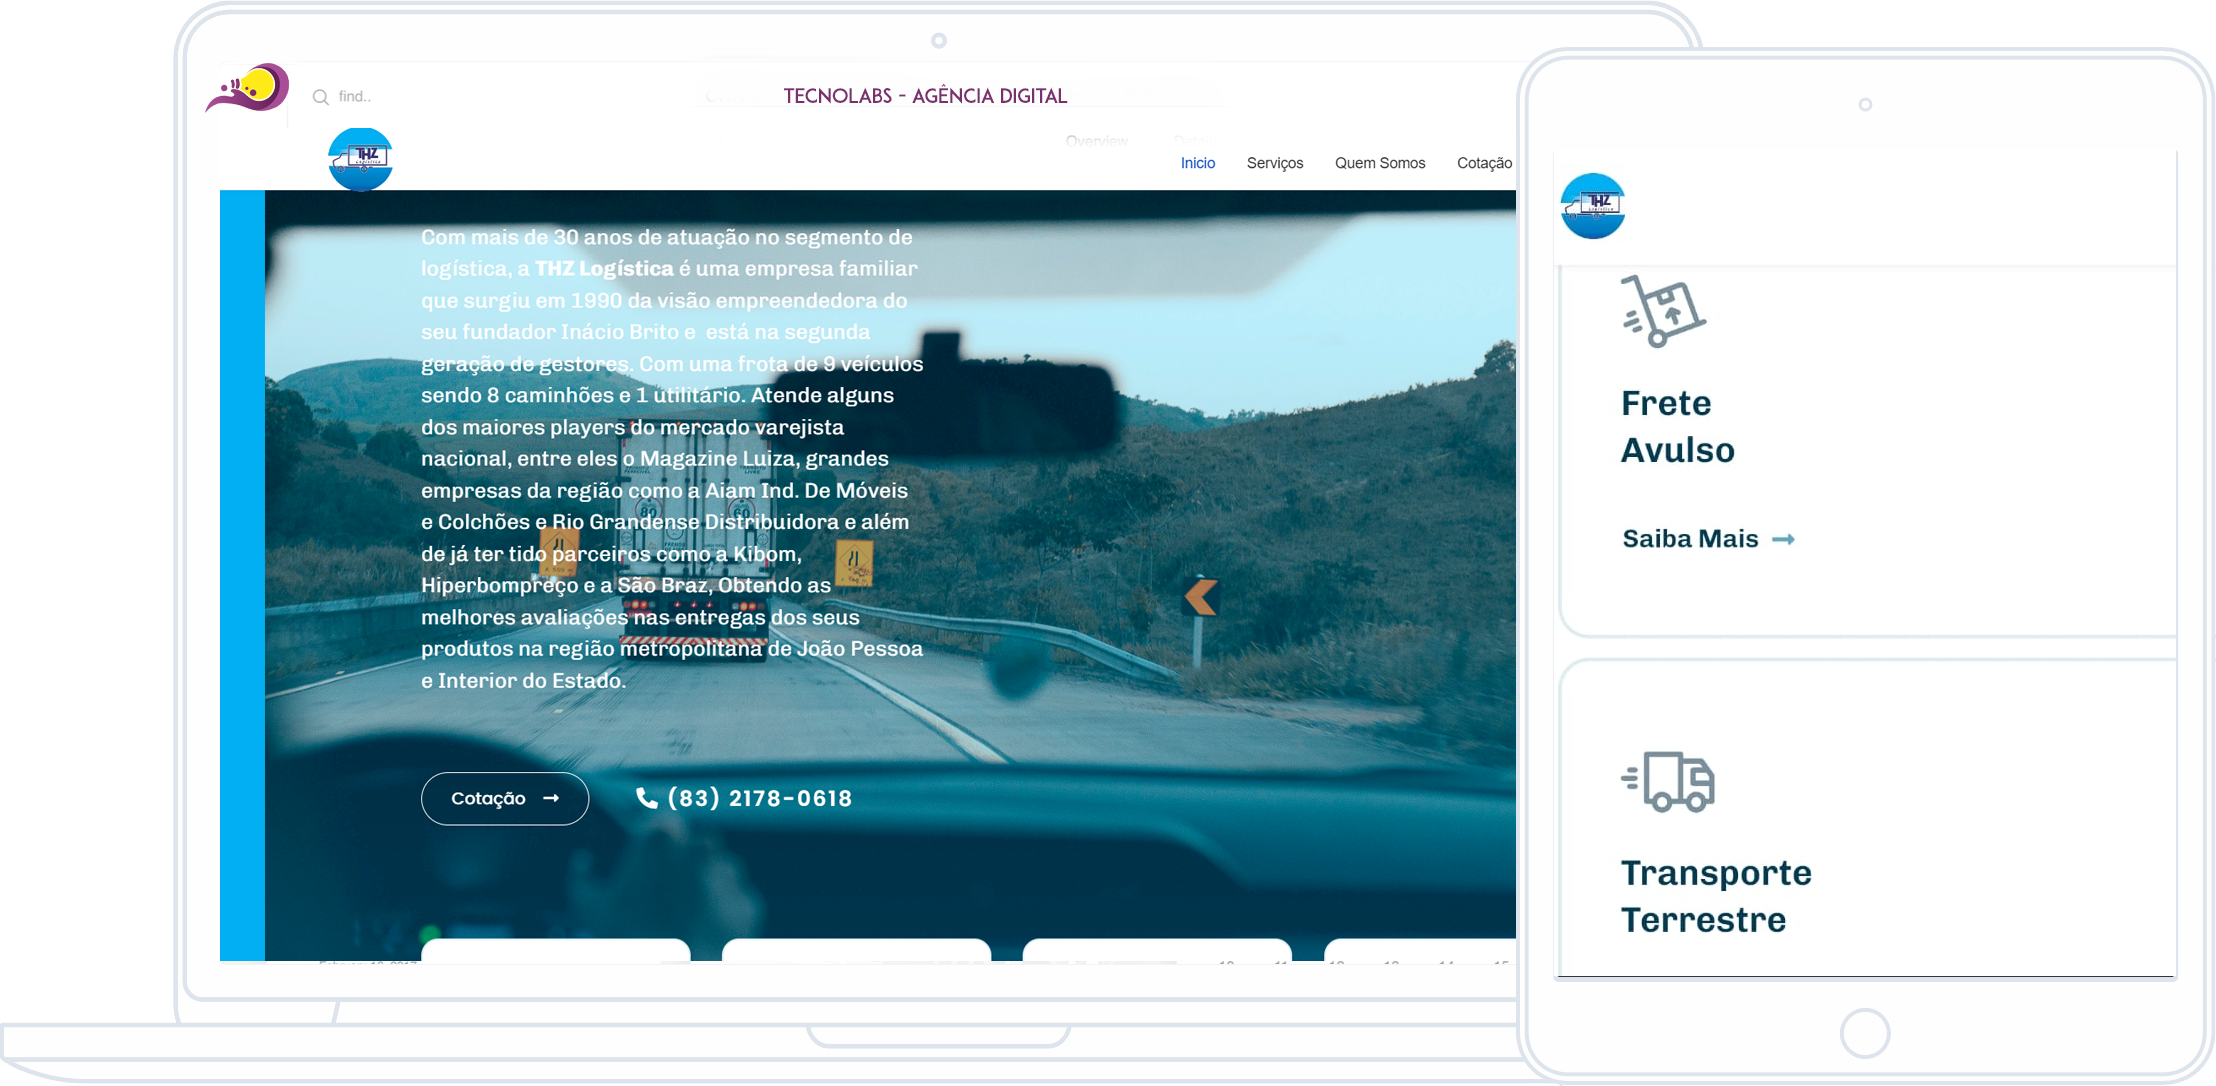 find..
TECNOLABS - AGÊNCIA DIGITAL
Overview
THZ
Logística
Inicio Serviços Quem Somos Cotação
Com mais de 30 anos de atuação no segmento de
logística, a THZ Logística é uma empresa familiar
que surgiu em 1990 da visão empreendedora do
seu fundador Inácio Brito e está na segunda
geração de gestores. Com uma frota de 9 veículos
sendo 8 caminhões e 1 utilitário. Atende alguns
dos maiores players do mercado varejista
nacional, entre eles o Magazine Luiza, grandes
empresas da região como a Aiam Ind. De Móveis
e Colchões e Rio Grandense Distribuidora e além
de já ter tido parceiros como a Kibom,
Hiperbompreço e a São Braz, Obtendo as
melhores avaliações nas entregas dos seus
produtos na região metropolitana de João Pessoa
e Interior do Estado.
80
60
Cotação
(83) 2178-0618
THZ
Logística
Frete
Avulso
Saiba Mais
Transporte
Terrestre